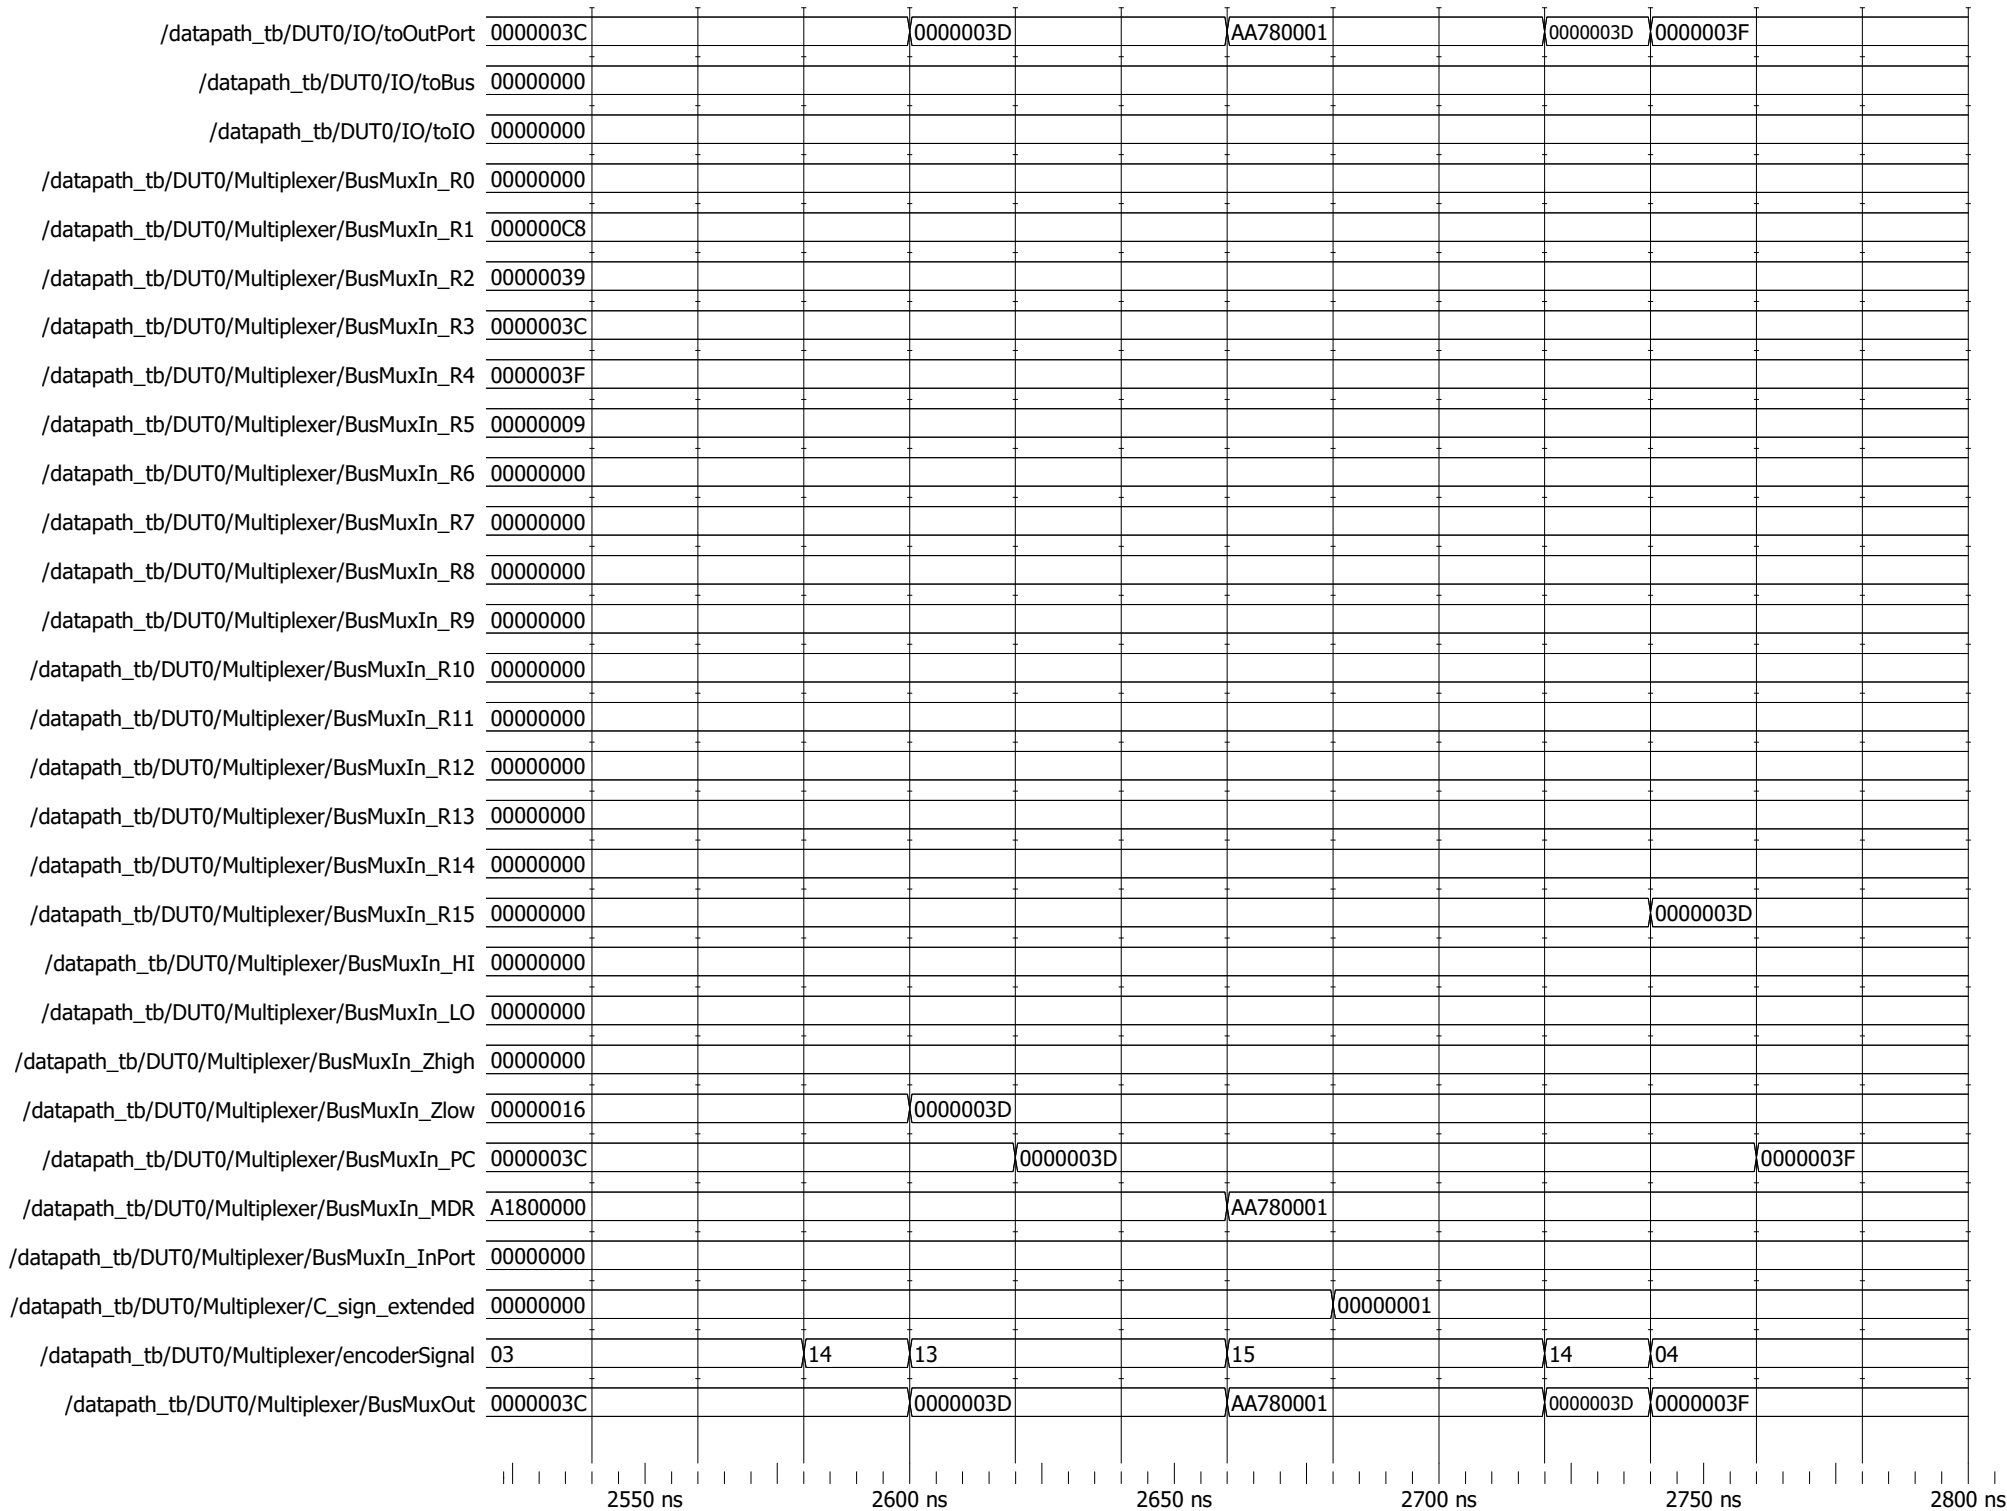 /datapath_tb/DUT0/IO/toOutPort 0000003C 0000003D AA780001 0000003D 0000003F
/datapath_tb/DUT0/IO/toBus 00000000
/datapath_tb/DUT0/IO/toIO 00000000
/datapath_tb/DUT0/Multiplexer/BusMuxIn_R0 00000000
/datapath_tb/DUT0/Multiplexer/BusMuxIn_R1 000000C8
/datapath_tb/DUT0/Multiplexer/BusMuxIn_R2 00000039
/datapath_tb/DUT0/Multiplexer/BusMuxIn_R3 0000003C
/datapath_tb/DUT0/Multiplexer/BusMuxIn_R4 0000003F
/datapath_tb/DUT0/Multiplexer/BusMuxIn_R5 00000009
/datapath_tb/DUT0/Multiplexer/BusMuxIn_R6 00000000
/datapath_tb/DUT0/Multiplexer/BusMuxIn_R7 00000000
/datapath_tb/DUT0/Multiplexer/BusMuxIn_R8 00000000
/datapath_tb/DUT0/Multiplexer/BusMuxIn_R9 00000000
/datapath_tb/DUT0/Multiplexer/BusMuxIn_R10 00000000
/datapath_tb/DUT0/Multiplexer/BusMuxIn_R11 00000000
/datapath_tb/DUT0/Multiplexer/BusMuxIn_R12 00000000
/datapath_tb/DUT0/Multiplexer/BusMuxIn_R13 00000000
/datapath_tb/DUT0/Multiplexer/BusMuxIn_R14 00000000
/datapath_tb/DUT0/Multiplexer/BusMuxIn_R15 00000000 0000003D
/datapath_tb/DUT0/Multiplexer/BusMuxIn_HI 00000000
/datapath_tb/DUT0/Multiplexer/BusMuxIn_LO 00000000
/datapath_tb/DUT0/Multiplexer/BusMuxIn_Zhigh 00000000
/datapath_tb/DUT0/Multiplexer/BusMuxIn_Zlow 00000016 0000003D
/datapath_tb/DUT0/Multiplexer/BusMuxIn_PC 0000003C 0000003D 0000003F
/datapath_tb/DUT0/Multiplexer/BusMuxIn_MDR A1800000 AA780001
/datapath_tb/DUT0/Multiplexer/BusMuxIn_InPort 00000000
/datapath_tb/DUT0/Multiplexer/C_sign_extended 00000000 00000001
/datapath_tb/DUT0/Multiplexer/encoderSignal 03 14 13 15 14 04
/datapath_tb/DUT0/Multiplexer/BusMuxOut 0000003C 0000003D AA780001 0000003D 0000003F
2550 ns 2600 ns 2650 ns 2700 ns 2750 ns 2800 ns